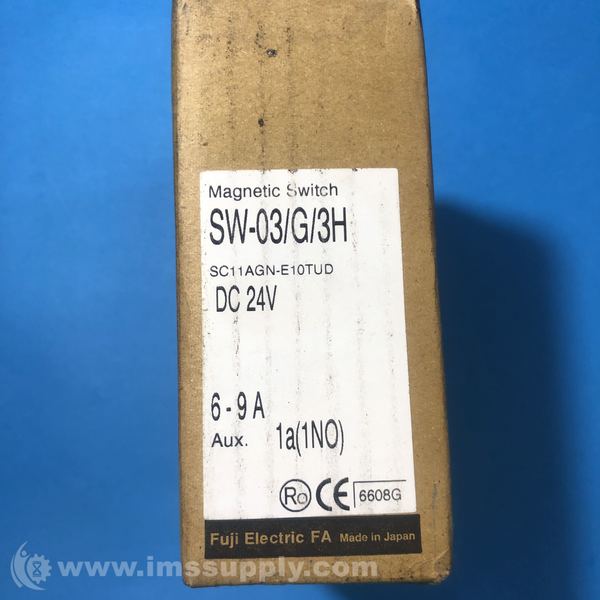 Magnetic Switch
SW-03/G/3H
SC11AGN-E10TUD
DC 24V
6-9 A
Aux. 1a(1NO)
Ro CE 6608G
Fuji Electric FA Made in Japan
www.imssupply.com